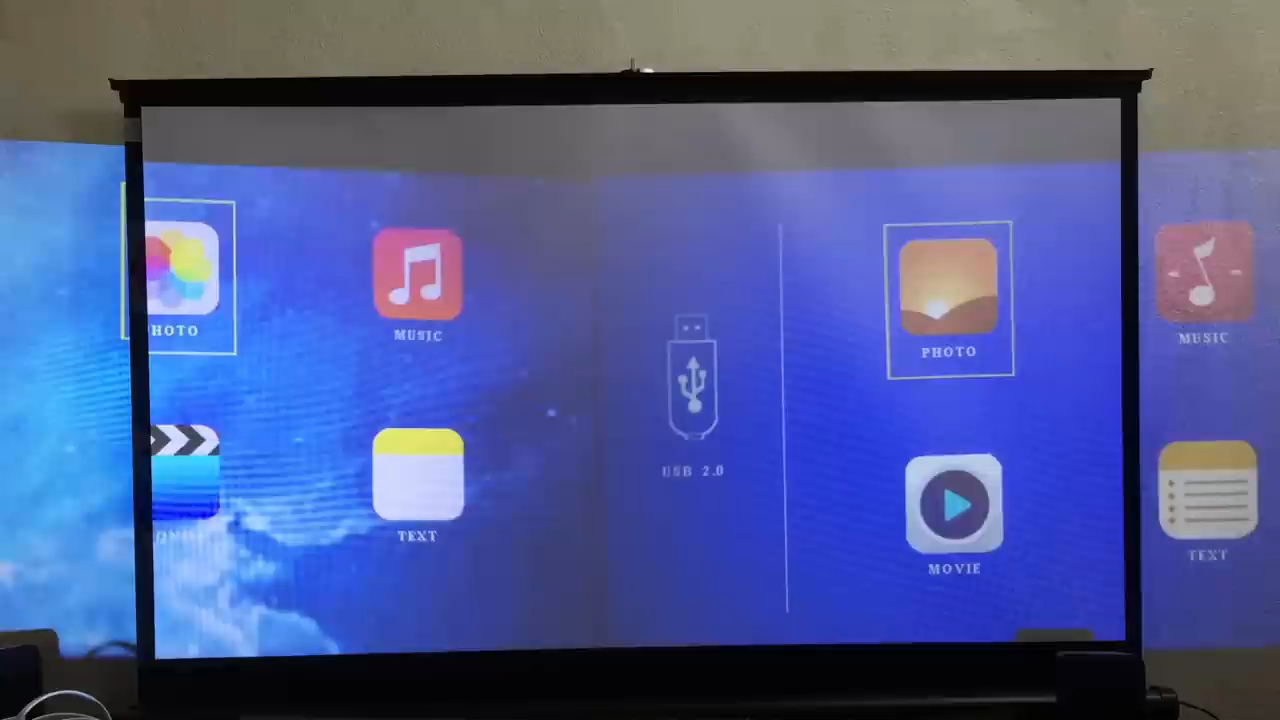 HOTO
MUSIC
TEXT
USB 2.0
PHOTO
MOVIE
MUSIC
TEXT